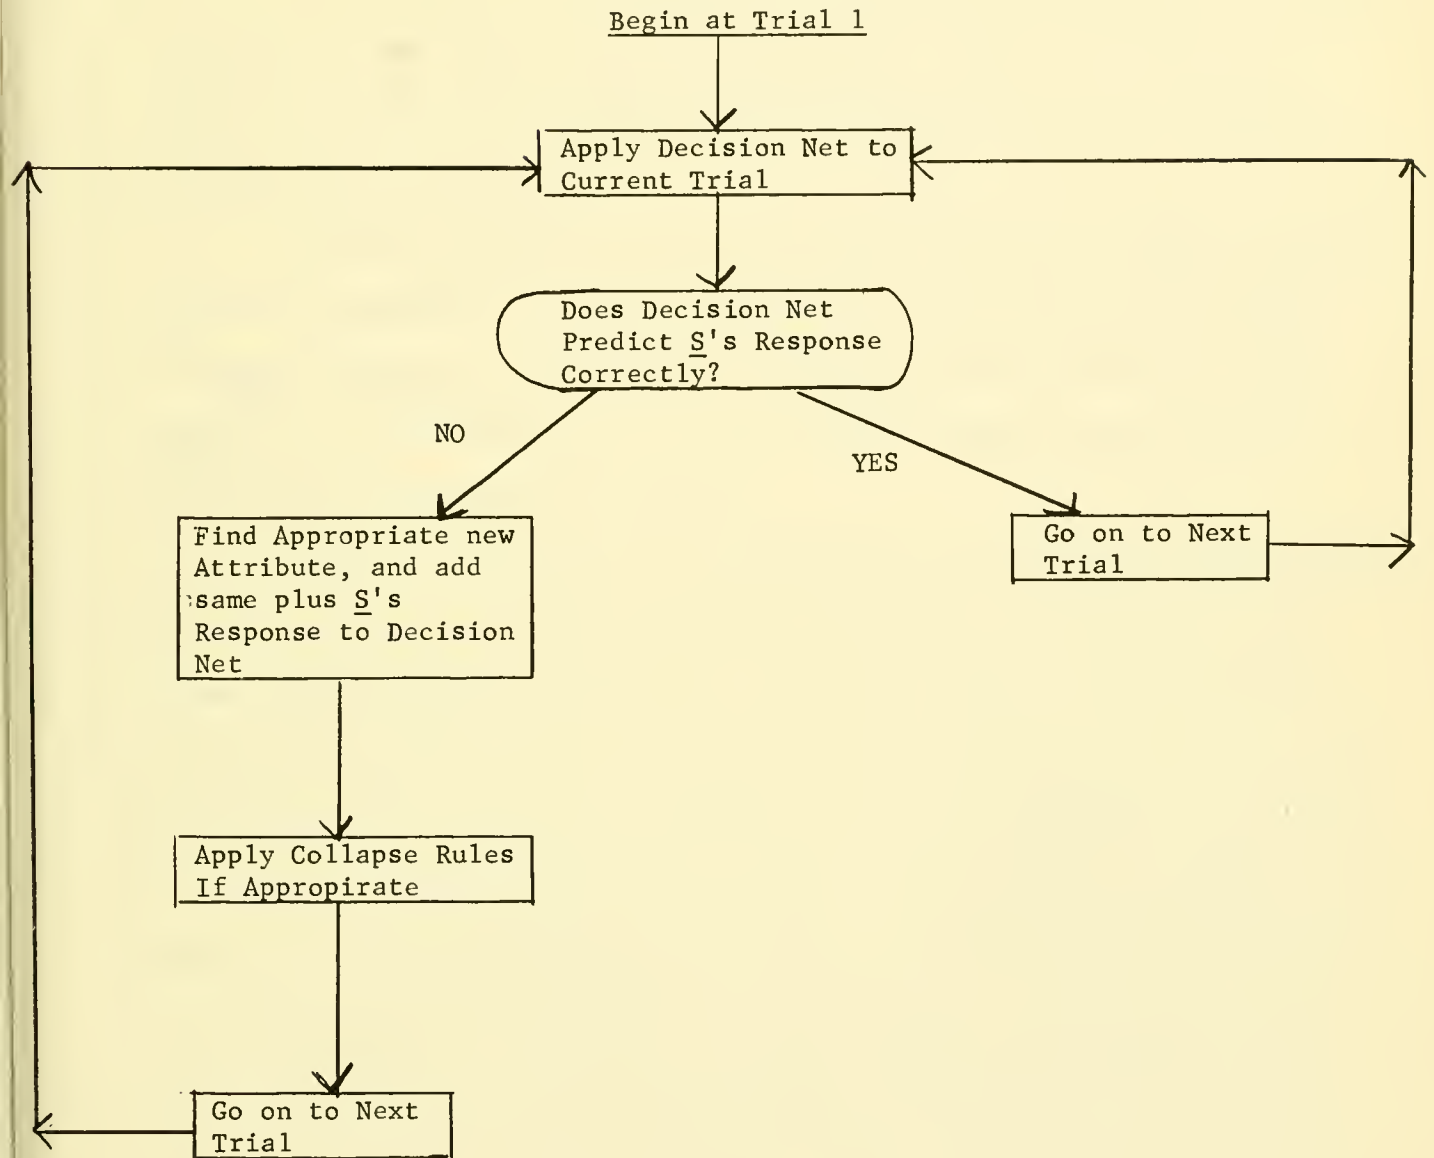 Begin at Trial 1
Apply Decision Net to
Current Trial
Does Decision Net
Predict S's Response
Correctly?
NO
YES
Find Appropriate new
Attribute, and add
same plus S's
Response to Decision
Net
Go on to Next
Trial
Apply Collapse Rules
If Appropirate
Go on to Next
Trial